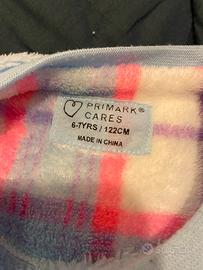 PRIMARK®
CARES
6-7YRS / 122CM
MADE IN CHINA